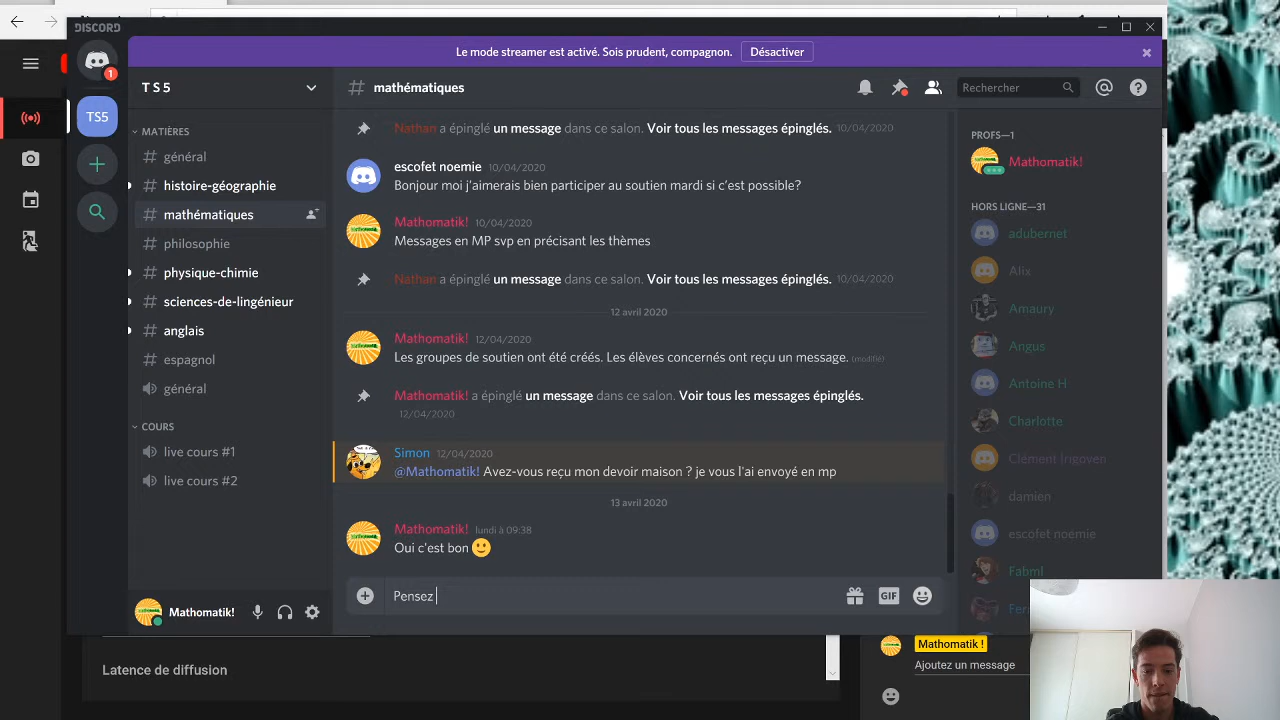 DISCORD
Le mode streamer est activé. Sois prudent, compagnon. Désactiver
1
TS5
T S 5
MATIÈRES
général
histoire-géographie
mathématiques
philosophie
physique-chimie
sciences-de-lingénieur
anglais
espagnol
général
COURS
live cours #1
live cours #2
Mathomatik!
mathématiques
Rechercher
Nathan a épinglé un message dans ce salon. Voir tous les messages épinglés. 10/04/2020
escofet noemie 10/04/2020
Bonjour moi j'aimerais bien participer au soutien mardi si c'est possible?
Mathomatik! 10/04/2020
Messages en MP svp en précisant les thèmes
Nathan a épinglé un message dans ce salon. Voir tous les messages épinglés. 10/04/2020
12 avril 2020
Mathomatik! 12/04/2020
Les groupes de soutien ont été créés. Les élèves concernés ont reçu un message. (modifié)
Mathomatik! a épinglé un message dans ce salon. Voir tous les messages épinglés.
12/04/2020
Simon 12/04/2020
@Mathomatik! Avez-vous reçu mon devoir maison ? je vous l'ai envoyé en mp
13 avril 2020
Mathomatik! lundi à 09:38
Oui c'est bon
Pensez
GIF
PROFS—1
Mathomatik!
HORS LIGNE—31
adubernet
Alix
Amaury
Angus
Antoine H
Charlotte
Clément Irigoyen
damien
escofet noemie
Fabml
Latence de diffusion
Mathomatik !
Ajoutez un message